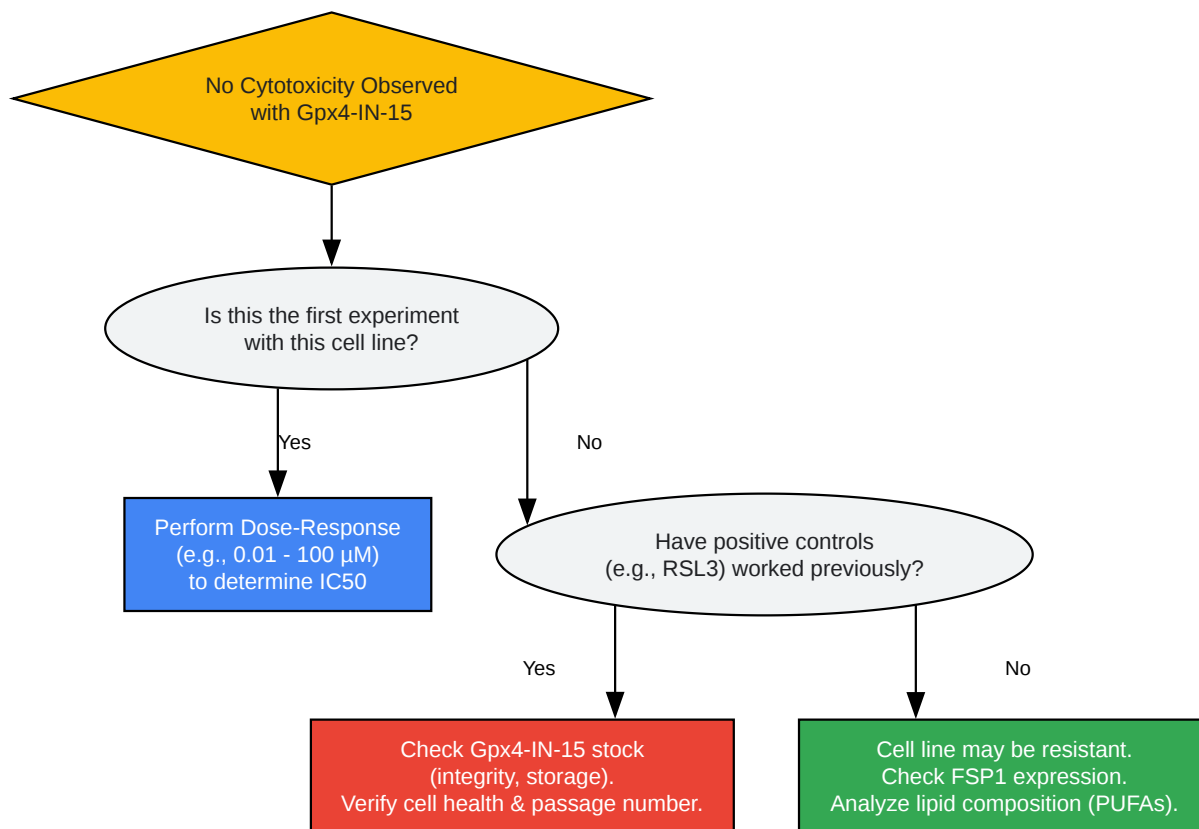 No Cytotoxicity Observed
with Gpx4-IN-15
Is this the first experiment
with this cell line?
Yes
No
Perform Dose-Response
(e.g., 0.01 - 100 µM)
to determine IC50
Have positive controls
(e.g., RSL3) worked previously?
Yes
No
Check Gpx4-IN-15 stock
(integrity, storage).
Verify cell health & passage number.
Cell line may be resistant.
Check FSP1 expression.
Analyze lipid composition (PUFAs).